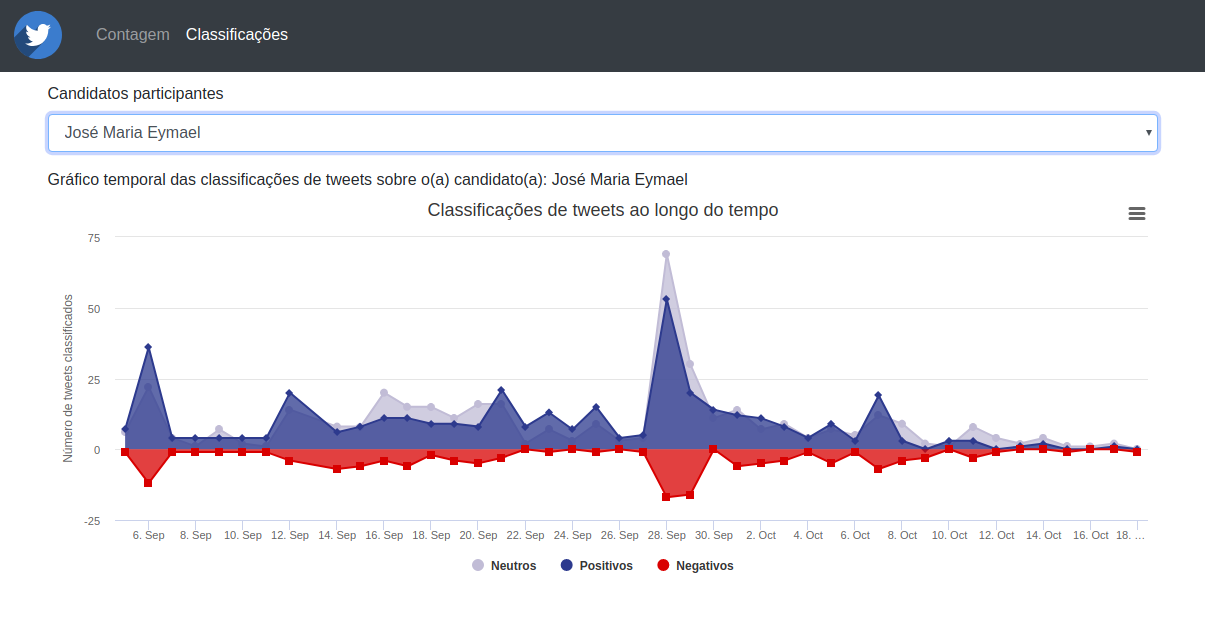 Contagem Classificações
Candidatos participantes
José Maria Eymael
Gráfico temporal das classificações de tweets sobre o(a) candidato(a): José Maria Eymael
Classificações de tweets ao longo do tempo
Número de tweets classificados
75
50
25
0
-25
6. Sep 8. Sep 10. Sep 12. Sep 14. Sep 16. Sep 18. Sep 20. Sep 22. Sep 24. Sep 26. Sep 28. Sep 30. Sep 2. Oct 4. Oct 6. Oct 8. Oct 10. Oct 12. Oct 14. Oct 16. Oct 18. …
Neutros Positivos Negativos